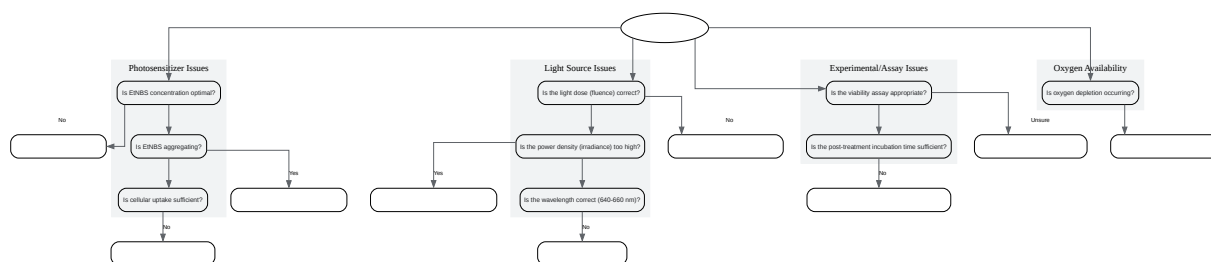 Photosensitizer Issues
Light Source Issues
Experimental/Assay Issues
Oxygen Availability
Is EtNBS concentration optimal?
Is the light dose (fluence) correct?
Is the viability assay appropriate?
Is oxygen depletion occurring?
No
No
Unsure
Is EtNBS aggregating?
Is the power density (irradiance) too high?
Is the post-treatment incubation time sufficient?
Yes
Yes
No
Is cellular uptake sufficient?
Is the wavelength correct (640-660 nm)?
No
No